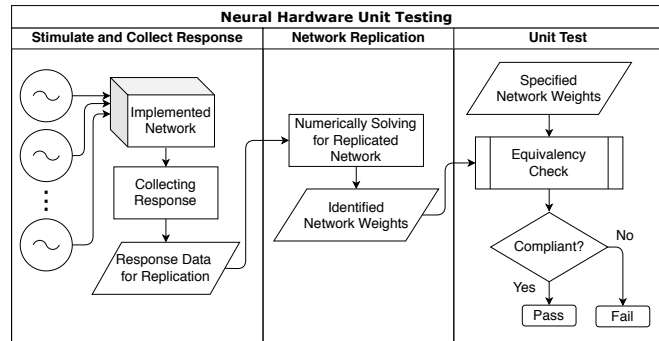 Neural Hardware Unit Testing
Stimulate and Collect Response
Network Replication
Unit Test
Implemented
Network
Collecting
Response
Response Data
for Replication
Numerically Solving
for Replicated
Network
Identified
Network Weights
Specified
Network Weights
Equivalency
Check
Compliant?
No
Yes
Pass
Fail